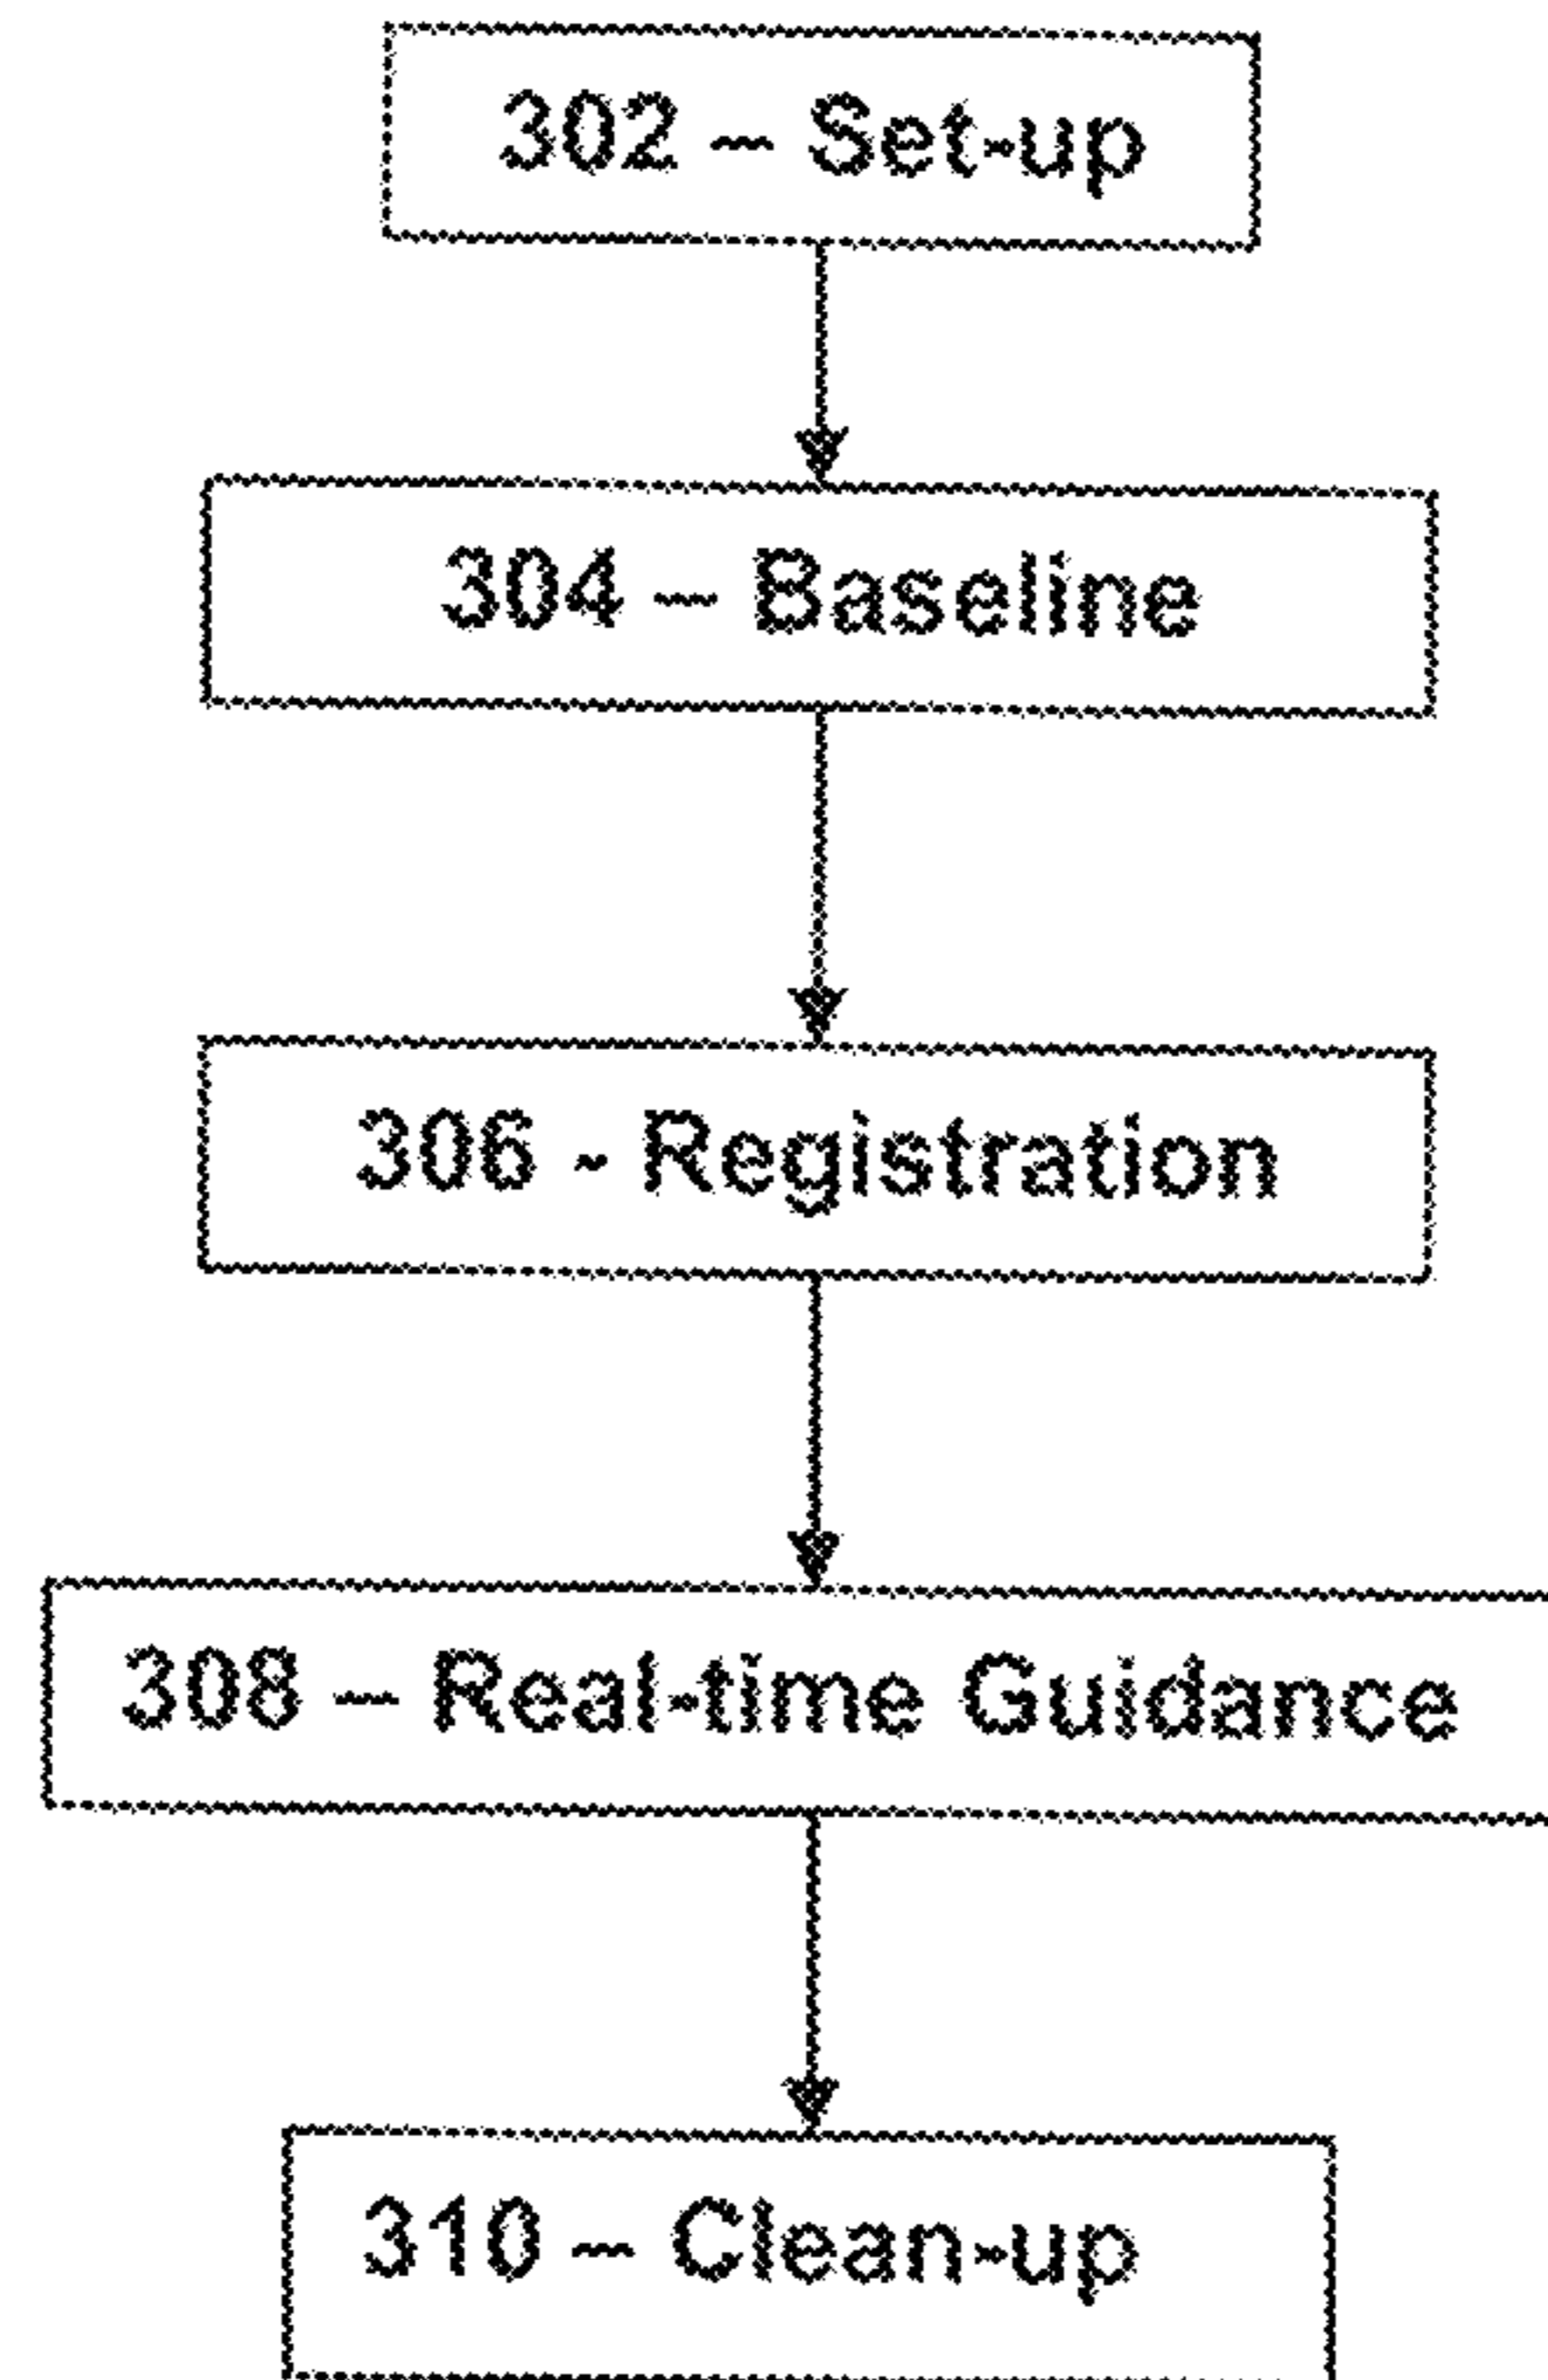 302 – Set-up
304 – Baseline
306 - Registration
308 – Real-time Guidance
310 – Clean-up